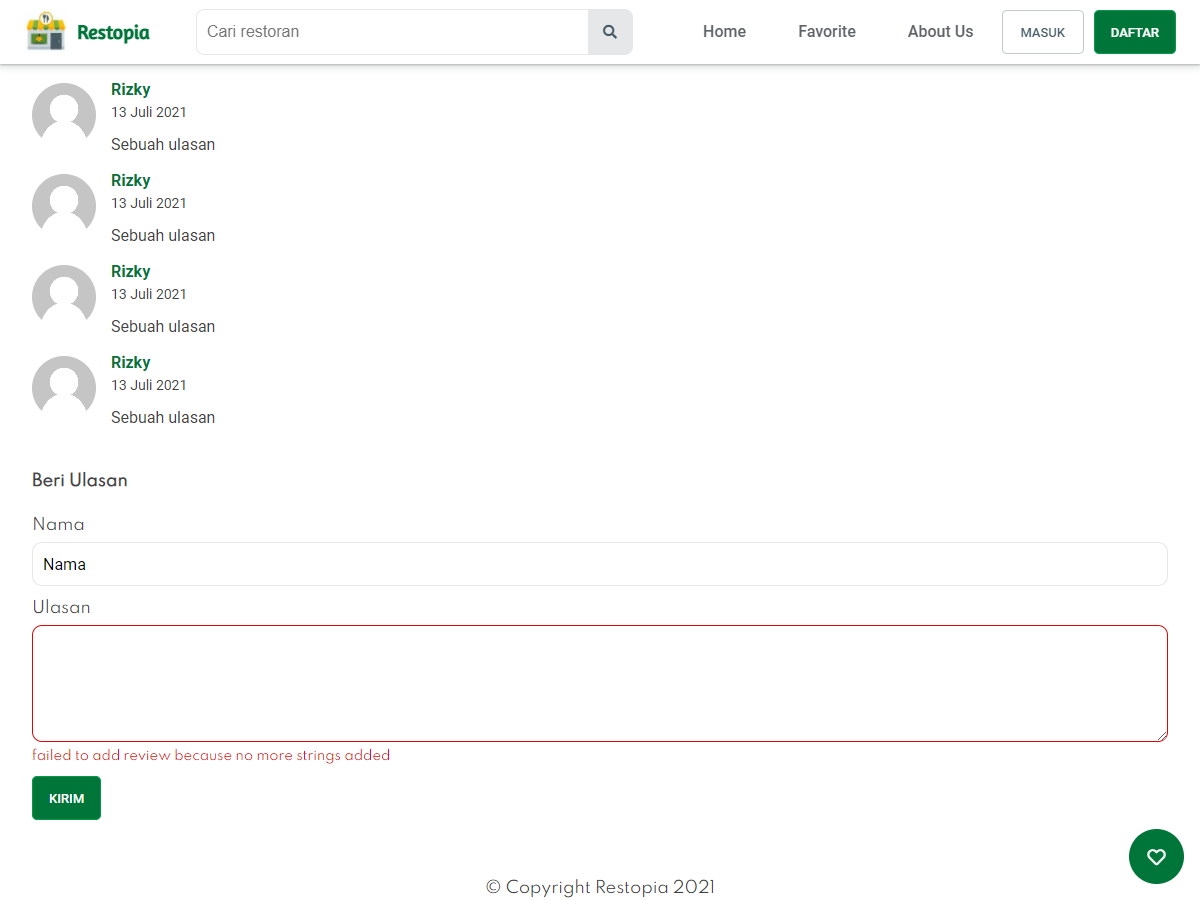 Restopia
Cari restoran
Home
Favorite
About Us
MASUK
DAFTAR
Rizky
13 Juli 2021
Sebuah ulasan
Rizky
13 Juli 2021
Sebuah ulasan
Rizky
13 Juli 2021
Sebuah ulasan
Rizky
13 Juli 2021
Sebuah ulasan
Beri Ulasan
Nama
Nama
Ulasan
failed to add review because no more strings added
KIRIM
© Copyright Restopia 2021